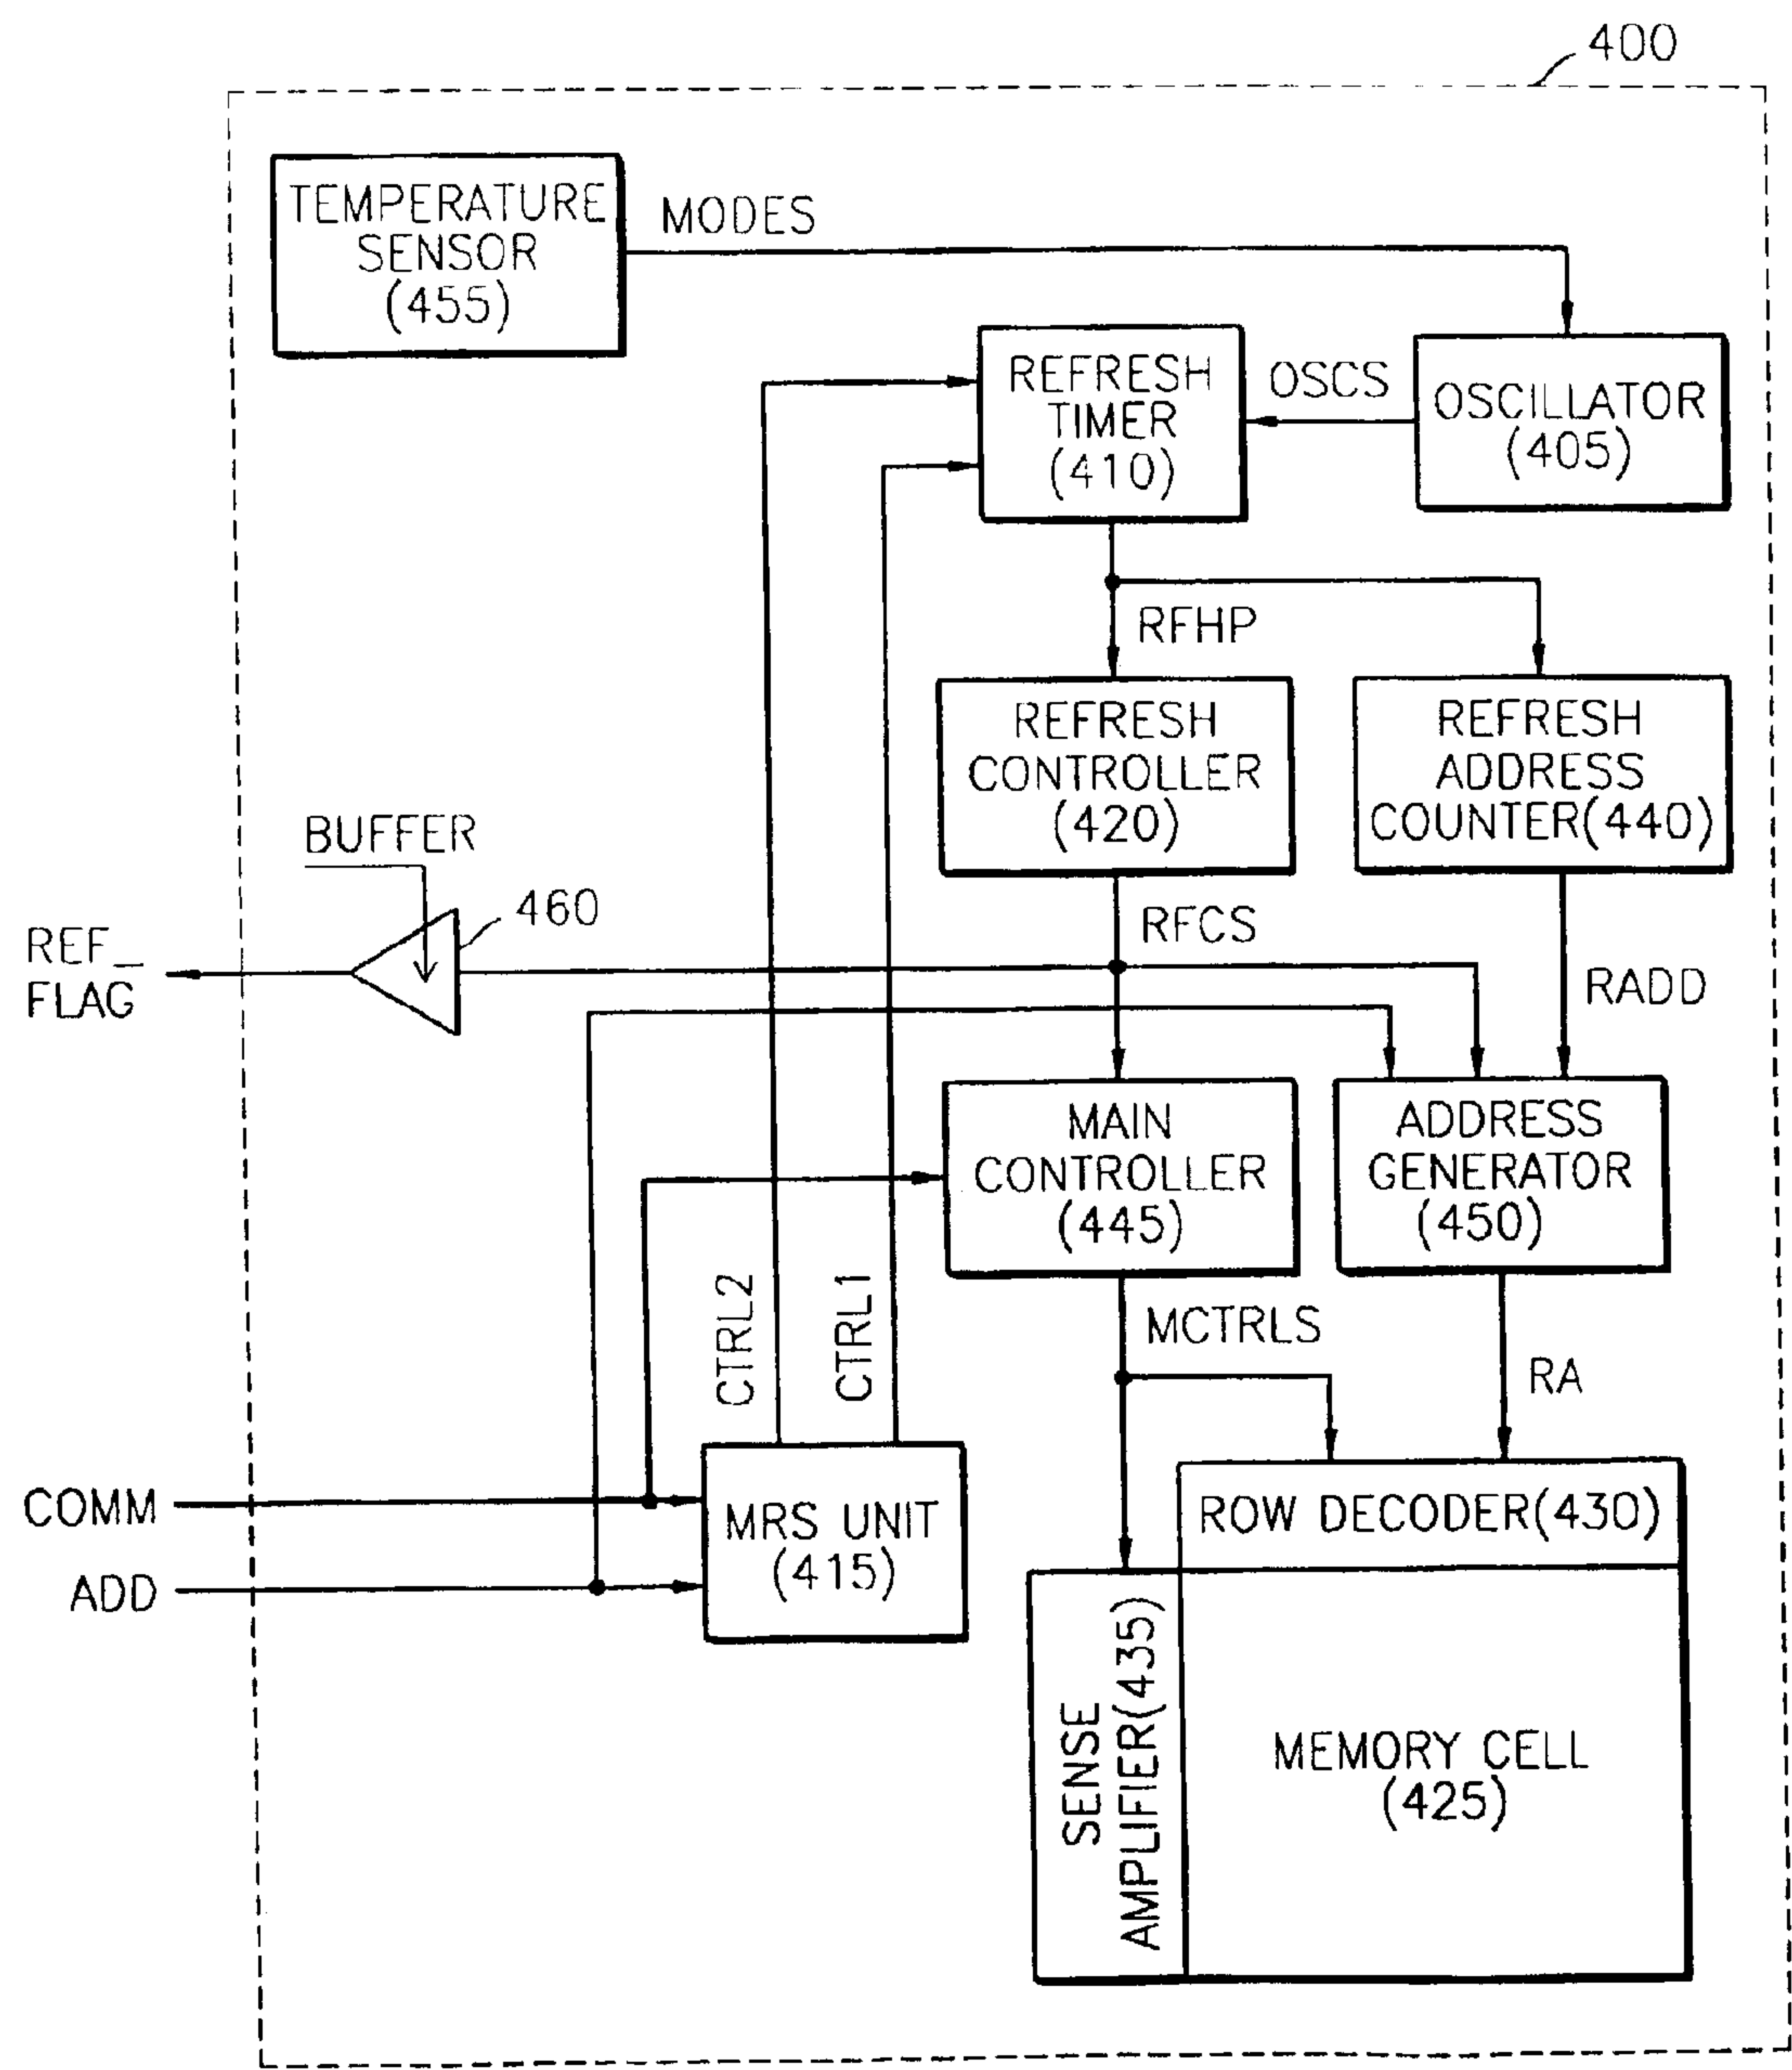 400
TEMPERATURE
SENSOR
(455)
MODES
REFRESH
TIMER
(410)
OSCS
OSCILLATOR
(405)
RFHP
REFRESH
CONTROLLER
(420)
REFRESH
ADDRESS
COUNTER(440)
BUFFER
460
REF_
FLAG
RFCS
RADD
MAIN
CONTROLLER
(445)
ADDRESS
GENERATOR
(450)
CTRL2
CTRL1
MCTRLS
RA
COMM
ADD
MRS UNIT
(415)
ROW DECODER(430)
SENSE
AMPLIFIER(435)
MEMORY CELL
(425)